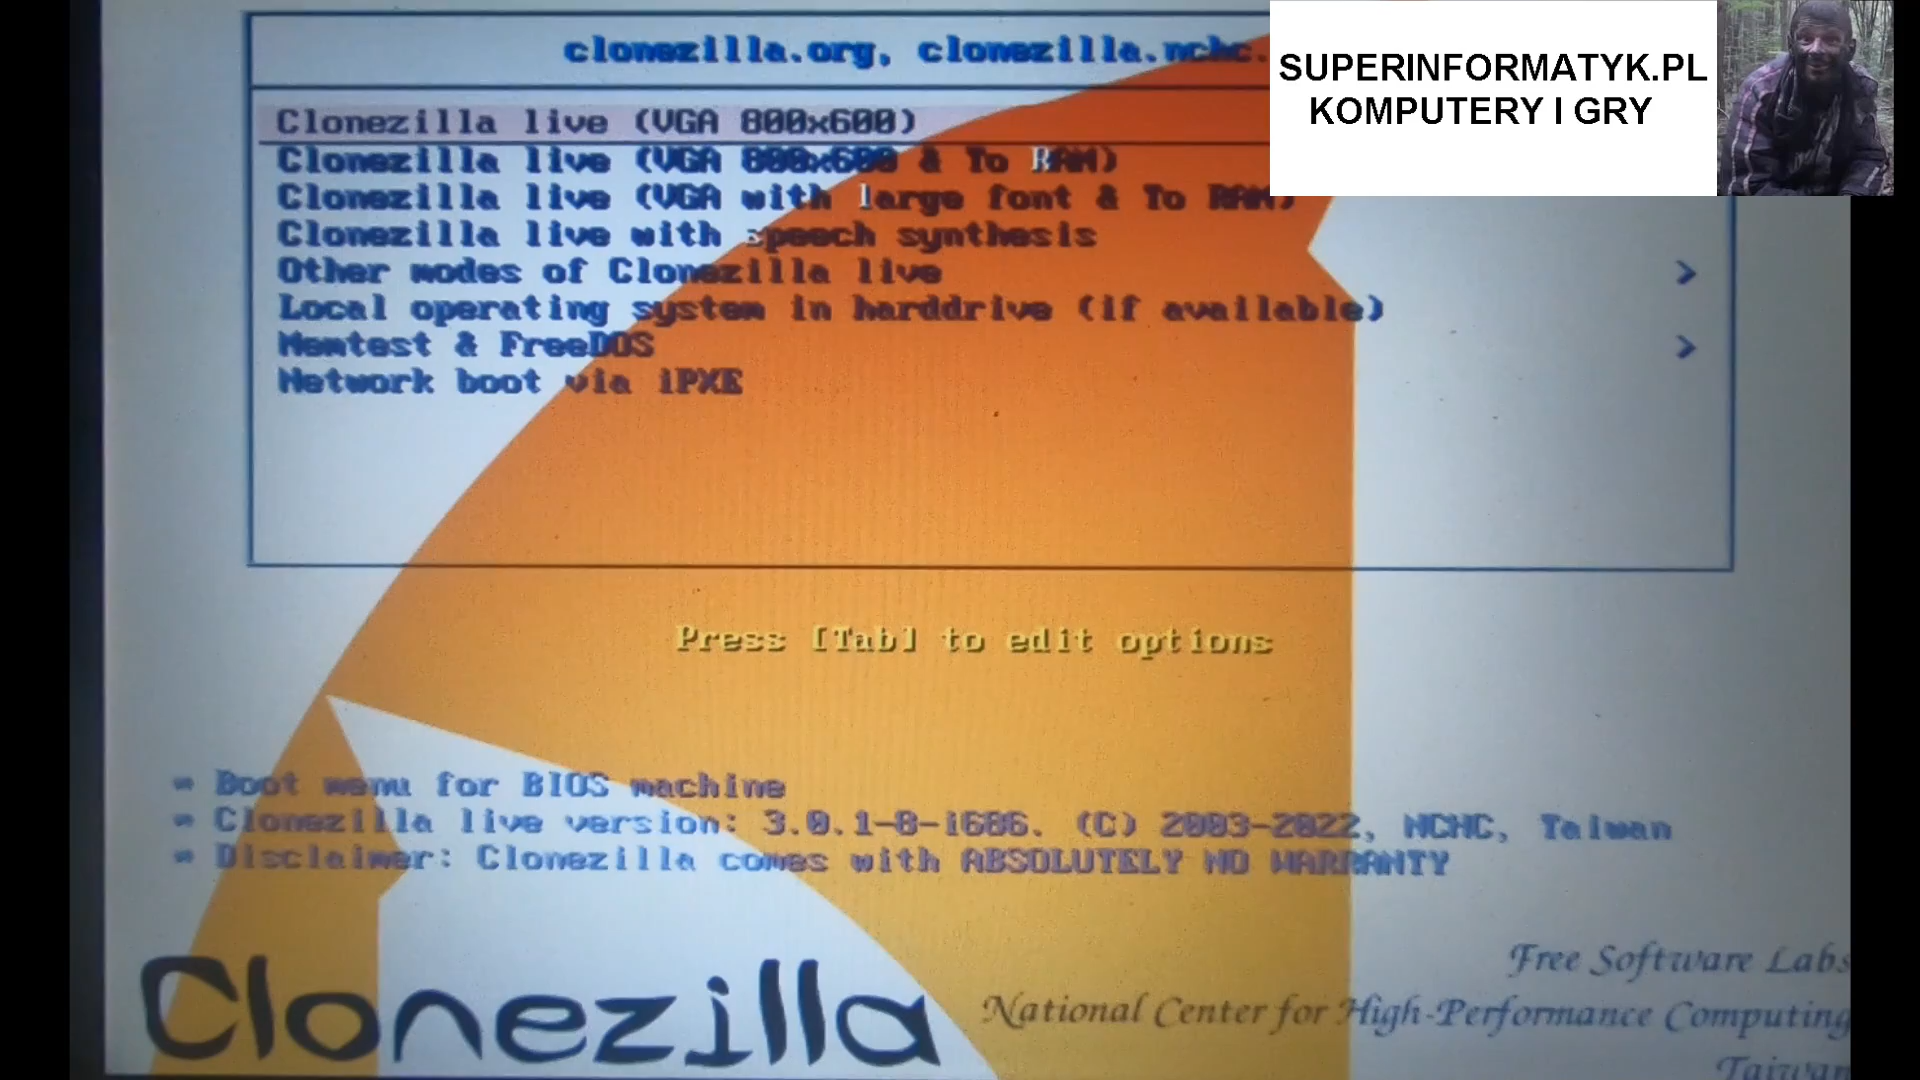 clonezilla.org, clonezilla.nchc.
SUPERINFORMATYK.PL
KOMPUTERY I GRY
Clonezilla live (VGA 800x600)
Clonezilla live (VGA 800x600 & To RAM)
Clonezilla live (VGA with large font & To RAM)
Clonezilla live with speech synthesis
Other modes of Clonezilla live >
Local operating system in harddrive (if available)
Memtest & FreeDOS >
Network boot via iPXE
Press [Tab] to edit options
* Boot menu for BIOS machine
* Clonezilla live version: 3.0.1-8-i686. (C) 2003-2022, NCHC, Taiwan
* Disclaimer: Clonezilla comes with ABSOLUTELY NO WARRANTY
Clonezilla
Free Software Labs
National Center for High-Performance Computing
Taiwan